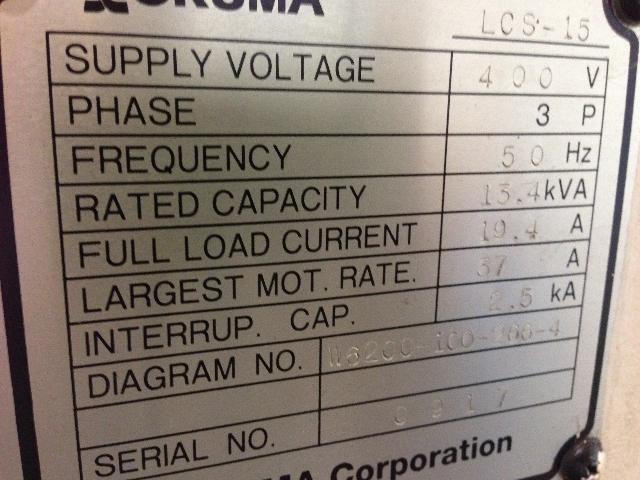 OKUMA
LCS-15
SUPPLY VOLTAGE 400 V
PHASE 3 P
FREQUENCY 50 Hz
RATED CAPACITY 13.4kVA
FULL LOAD CURRENT 19.4 A
LARGEST MOT. RATE. 37 A
INTERRUP. CAP. 2.5 kA
DIAGRAM NO.
SERIAL NO. 0917
MA Corporation